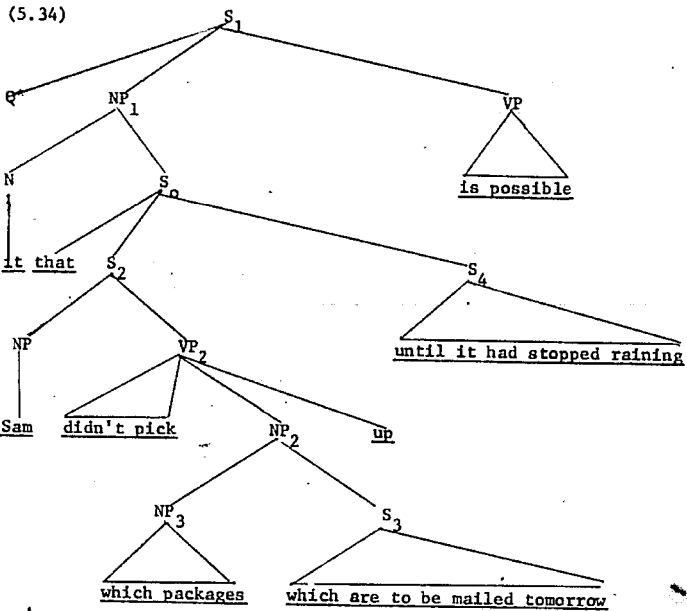 (5.34)
S1
Q NP1 VP
N So is possible
it that S2 S4
NP VP2 until it had stopped raining
Sam didn't pick NP2 up
NP3 S3
which packages which are to be mailed tomorrow